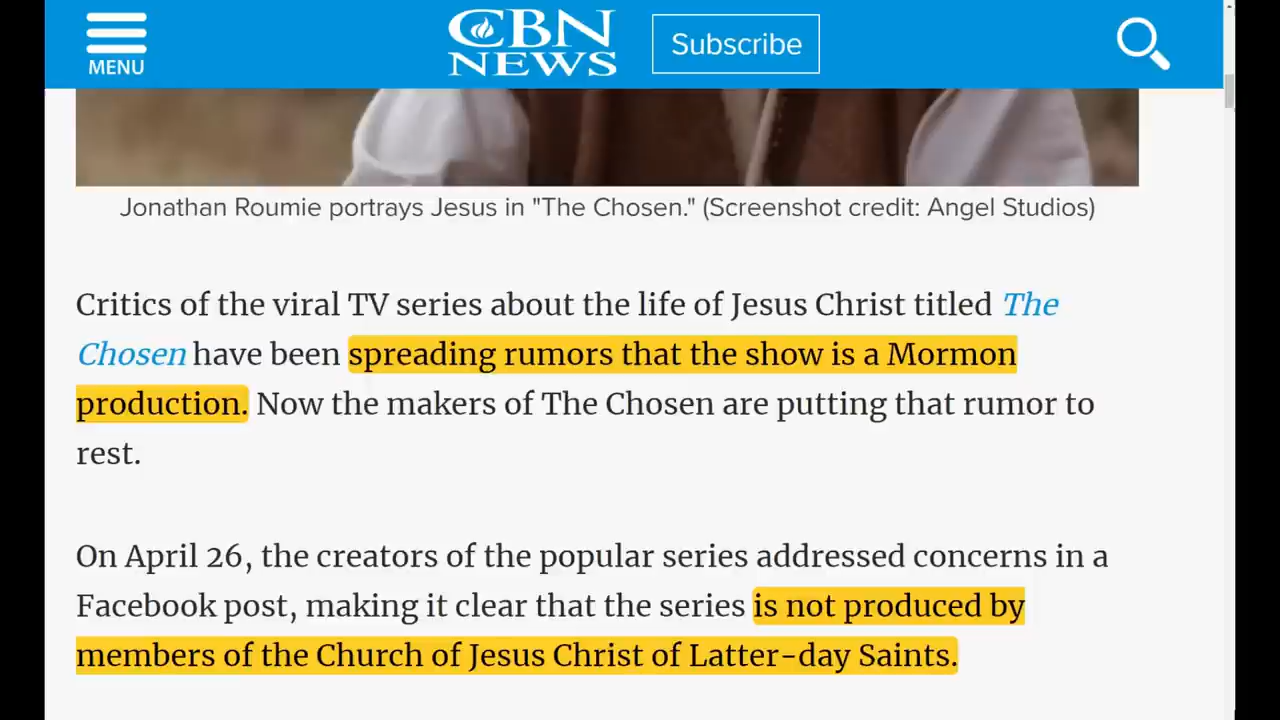 MENU
CBN
NEWS
Subscribe
Jonathan Roumie portrays Jesus in "The Chosen." (Screenshot credit: Angel Studios)
Critics of the viral TV series about the life of Jesus Christ titled The
Chosen have been spreading rumors that the show is a Mormon
production. Now the makers of The Chosen are putting that rumor to
rest.
On April 26, the creators of the popular series addressed concerns in a
Facebook post, making it clear that the series is not produced by
members of the Church of Jesus Christ of Latter-day Saints.